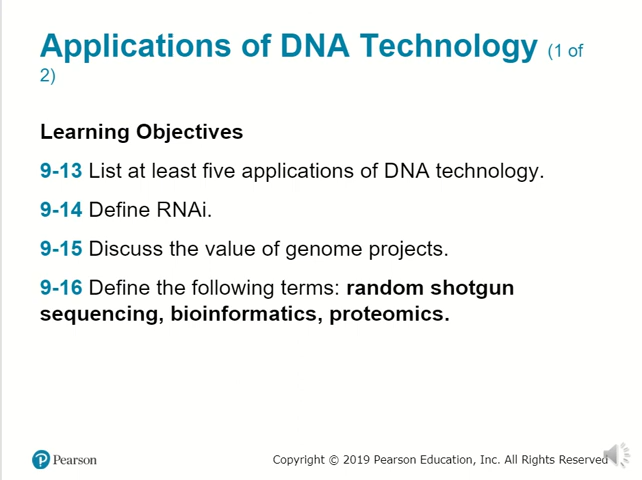 Applications of DNA Technology (1 of
2)
Learning Objectives
9-13 List at least five applications of DNA technology.
9-14 Define RNAi.
9-15 Discuss the value of genome projects.
9-16 Define the following terms: random shotgun
sequencing, bioinformatics, proteomics.
Pearson
Copyright © 2019 Pearson Education, Inc. All Rights Reserved